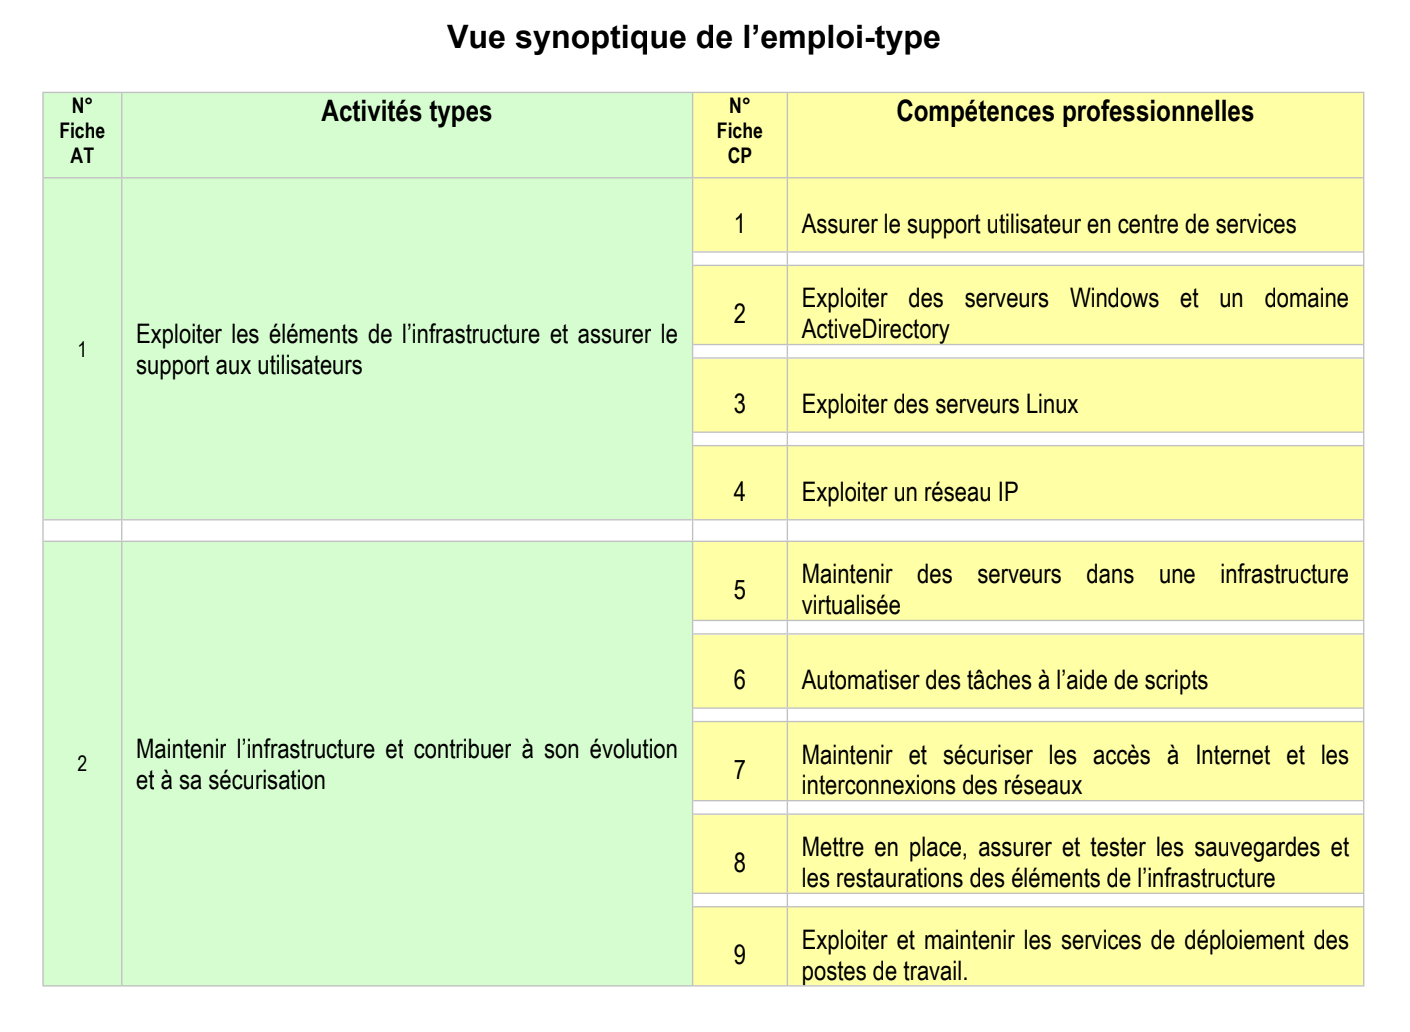 Vue synoptique de l’emploi-type
N°
Fiche
AT
Activités types
N°
Fiche
CP
Compétences professionnelles
1
Exploiter les éléments de l’infrastructure et assurer le
support aux utilisateurs
1
Assurer le support utilisateur en centre de services
2
Exploiter des serveurs Windows et un domaine
ActiveDirectory
3
Exploiter des serveurs Linux
4
Exploiter un réseau IP
2
Maintenir l’infrastructure et contribuer à son évolution
et à sa sécurisation
5
Maintenir des serveurs dans une infrastructure
virtualisée
6
Automatiser des tâches à l’aide de scripts
7
Maintenir et sécuriser les accès à Internet et les
interconnexions des réseaux
8
Mettre en place, assurer et tester les sauvegardes et
les restaurations des éléments de l’infrastructure
9
Exploiter et maintenir les services de déploiement des
postes de travail.